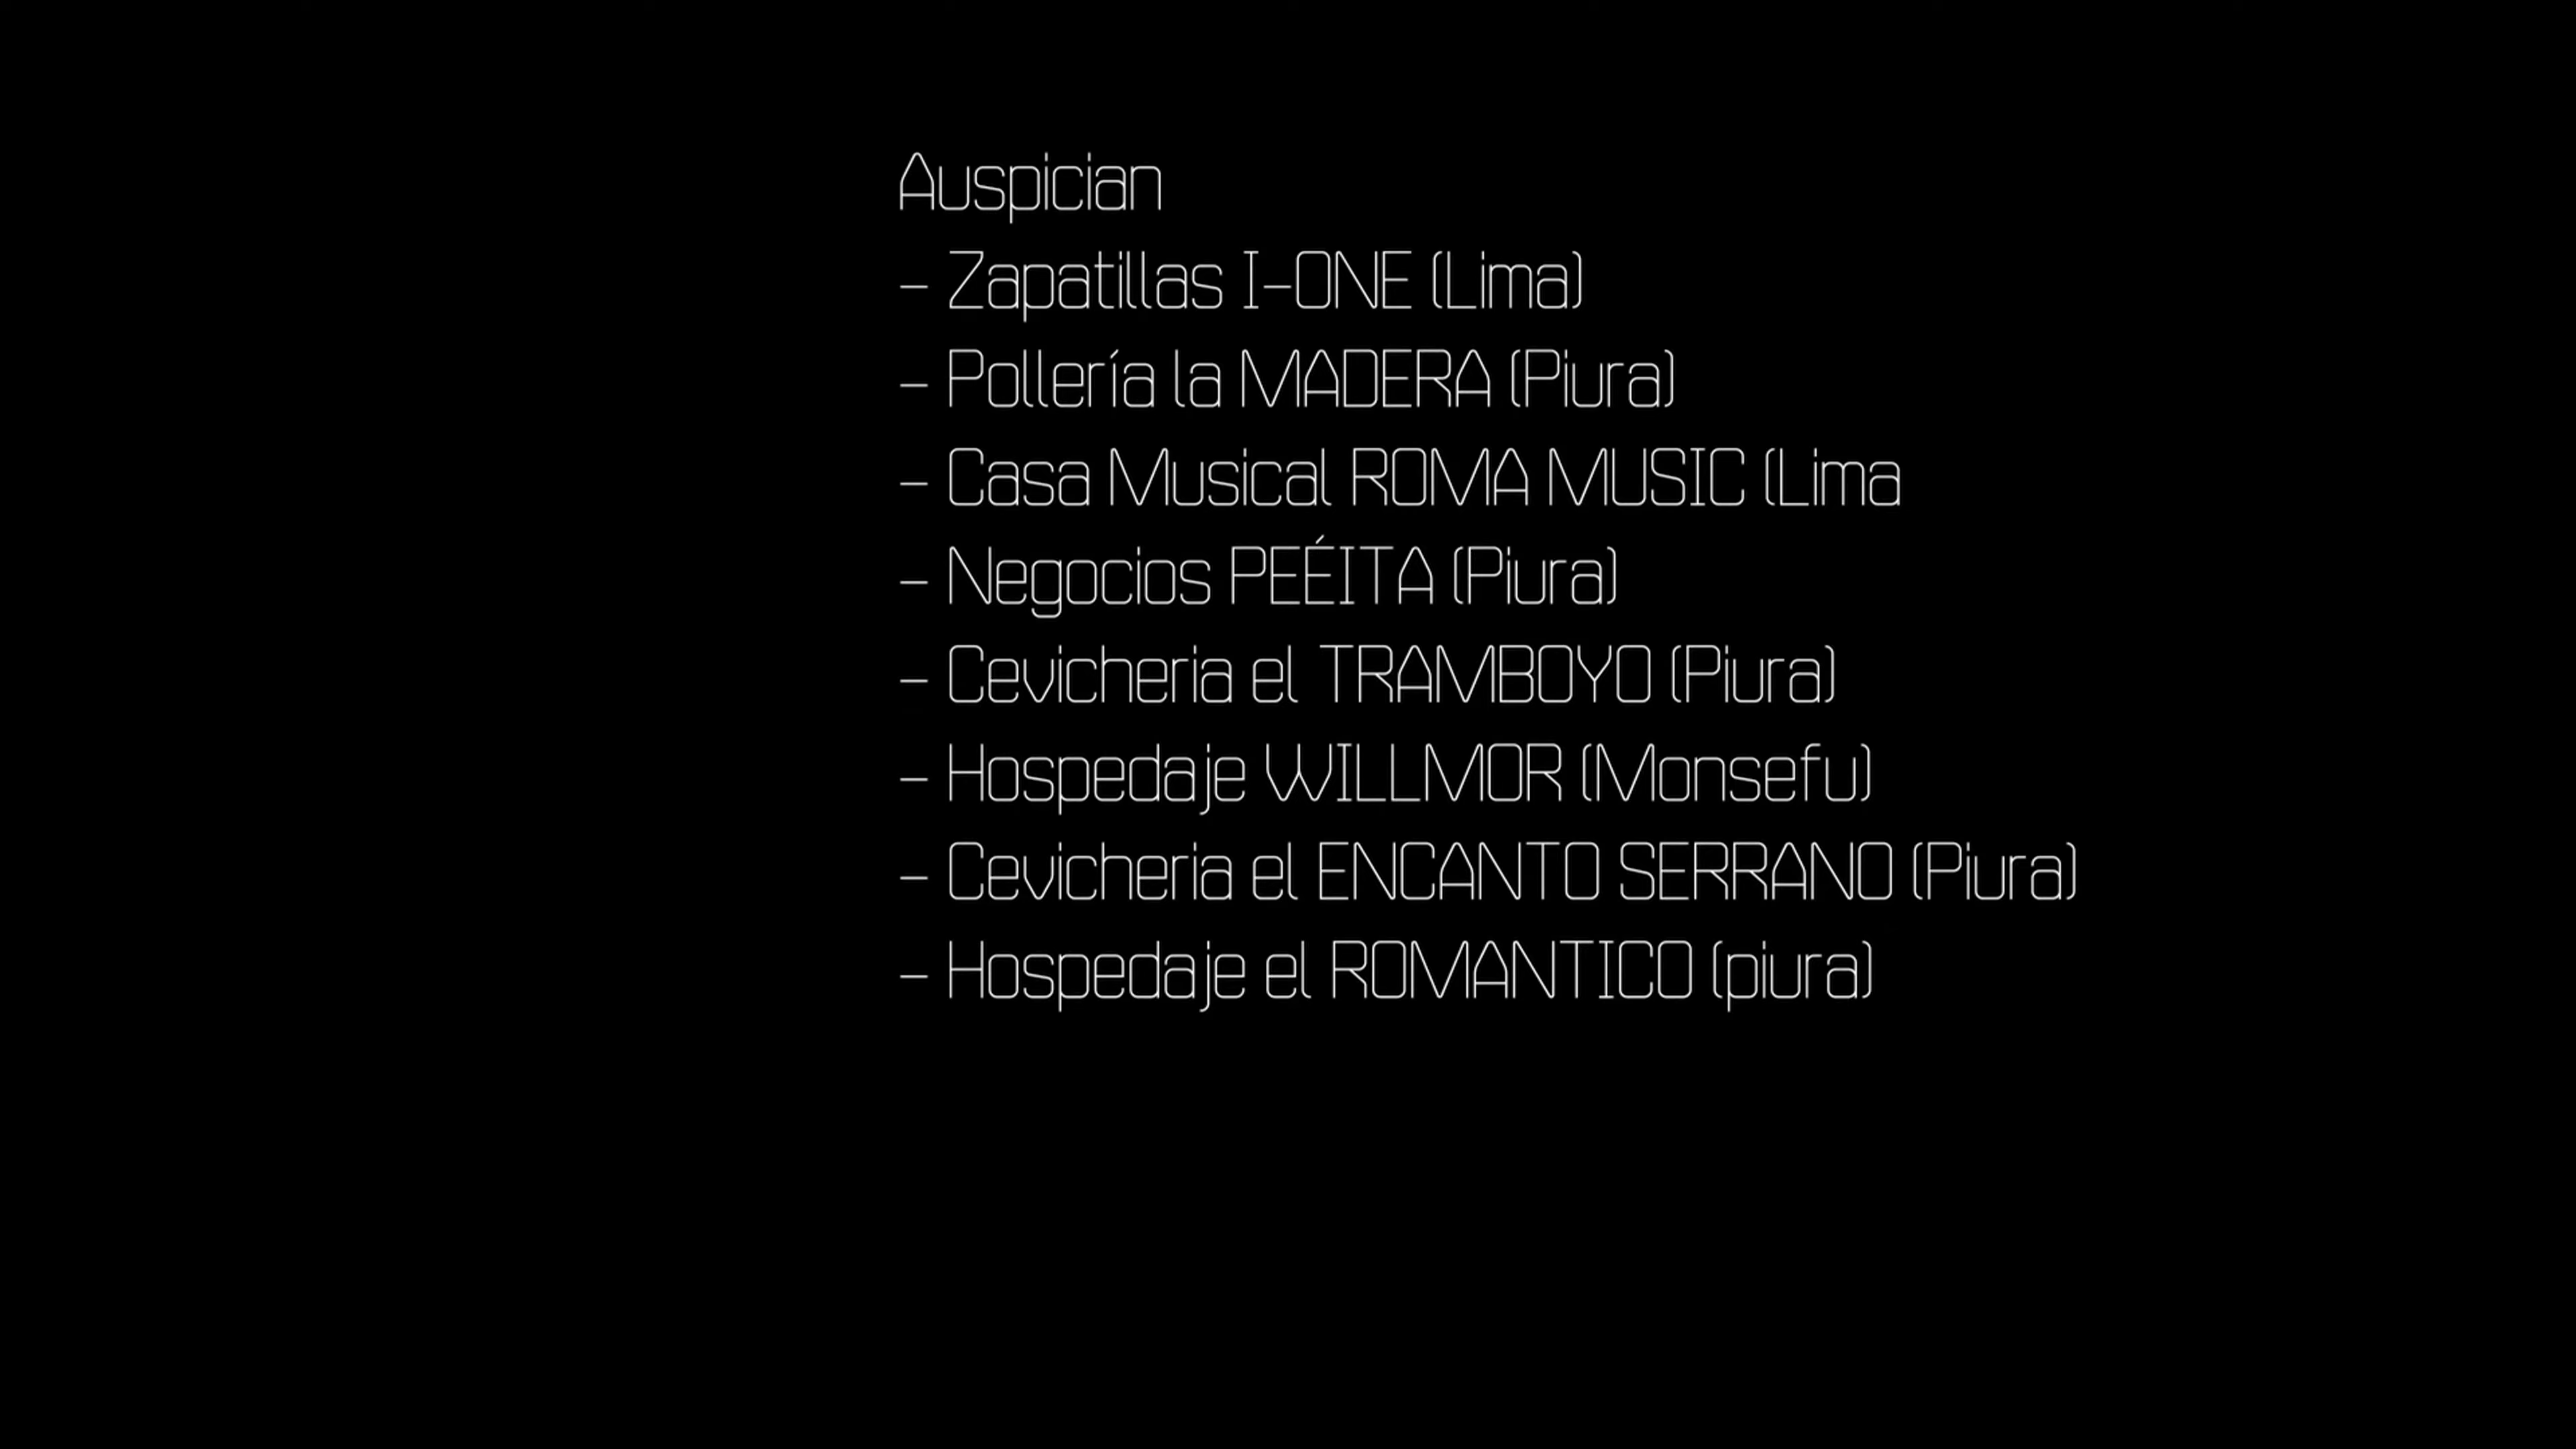 Auspician
- Zapatillas I-ONE (Lima)
- Pollería la MADERA (Piura)
- Casa Musical ROMA MUSIC (Lima
- Negocios PEÉITA (Piura)
- Cevicheria el TRAMBOYO (Piura)
- Hospedaje WILLMOR (Monsefu)
- Cevicheria el ENCANTO SERRANO (Piura)
- Hospedaje el ROMANTICO (piura)